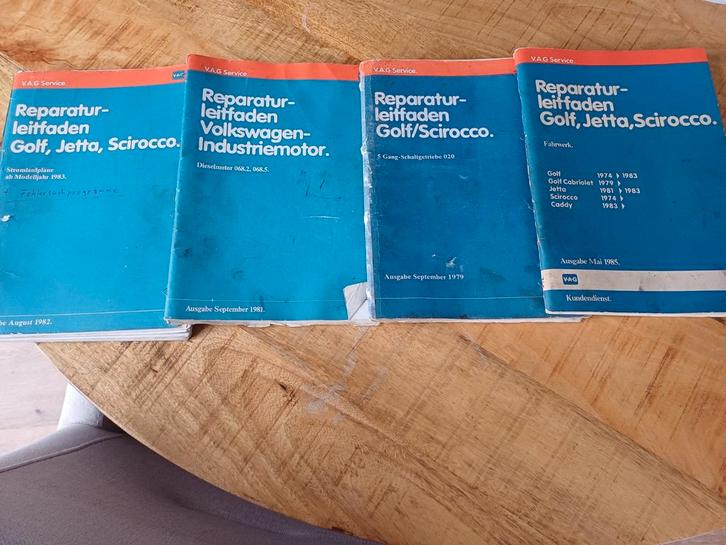 V.A.G Service.
V·A·G
Reparatur-
leitfaden
Golf, Jetta, Scirocco.
Stromlaufpläne
ab Modelljahr 1983.
+ Fehlersuchprogramme
be August 1982.
V.A.G Service.
Reparatur-
leitfaden
Volkswagen-
Industriemotor.
Dieselmotor 068.2, 068.5.
Ausgabe September 1981.
V.A.G Service.
Reparatur-
leitfaden
Golf/Scirocco.
5 Gang-Schaltgetriebe 020
Ausgabe September 1979
V.A.G Service.
Reparatur-
leitfaden
Golf, Jetta, Scirocco.
Fahrwerk.
Golf 1974 ▸ 1983
Golf Cabriolet 1979 ▸
Jetta 1981 ▸ 1983
Scirocco 1974 ▸
Caddy 1983 ▸
Ausgabe Mai 1985.
V·A·G
Kundendienst.